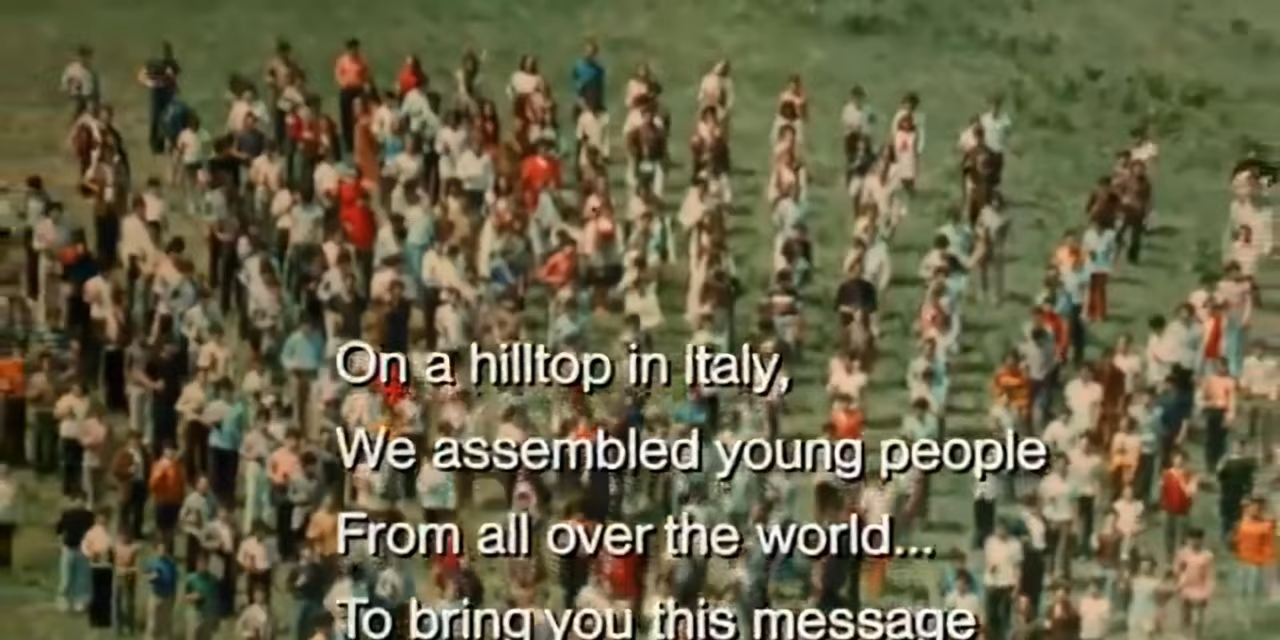 On a hilltop in Italy,
We assembled young people
From all over the world...
To bring you this message